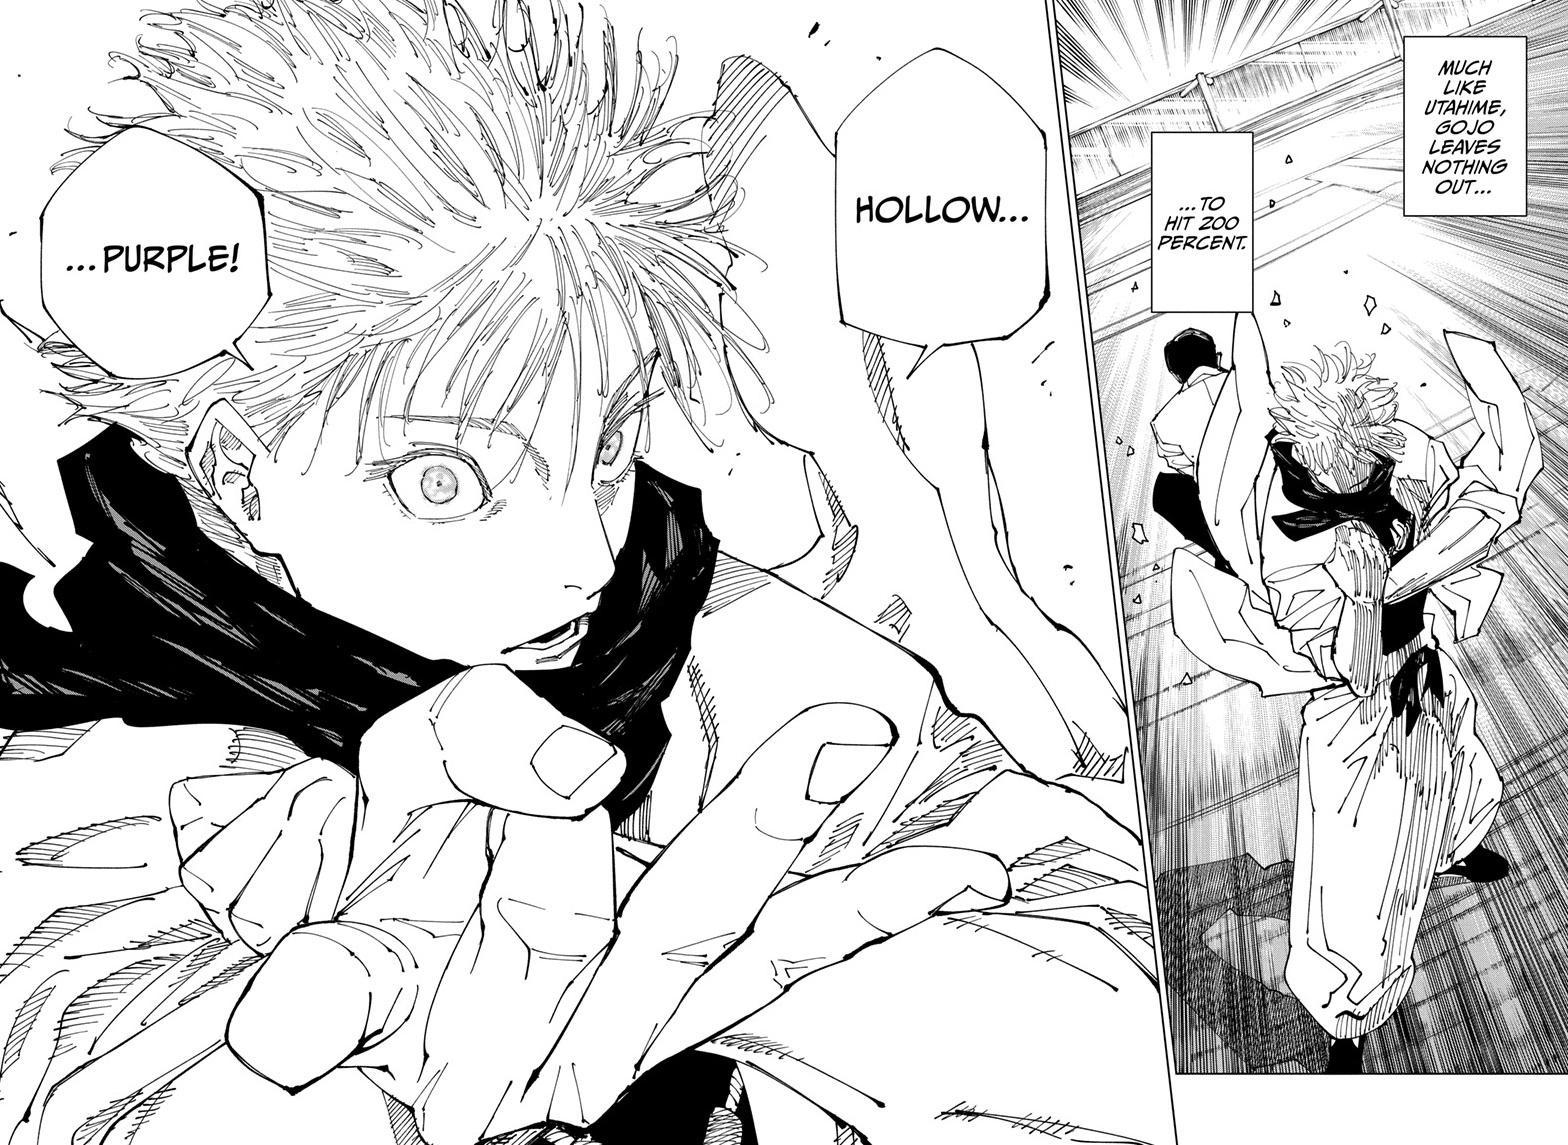 MUCH
LIKE
UTAHIME,
GOJO
LEAVES
NOTHING
OUT...
...TO
HIT 200
PERCENT.
HOLLOW...
...PURPLE!